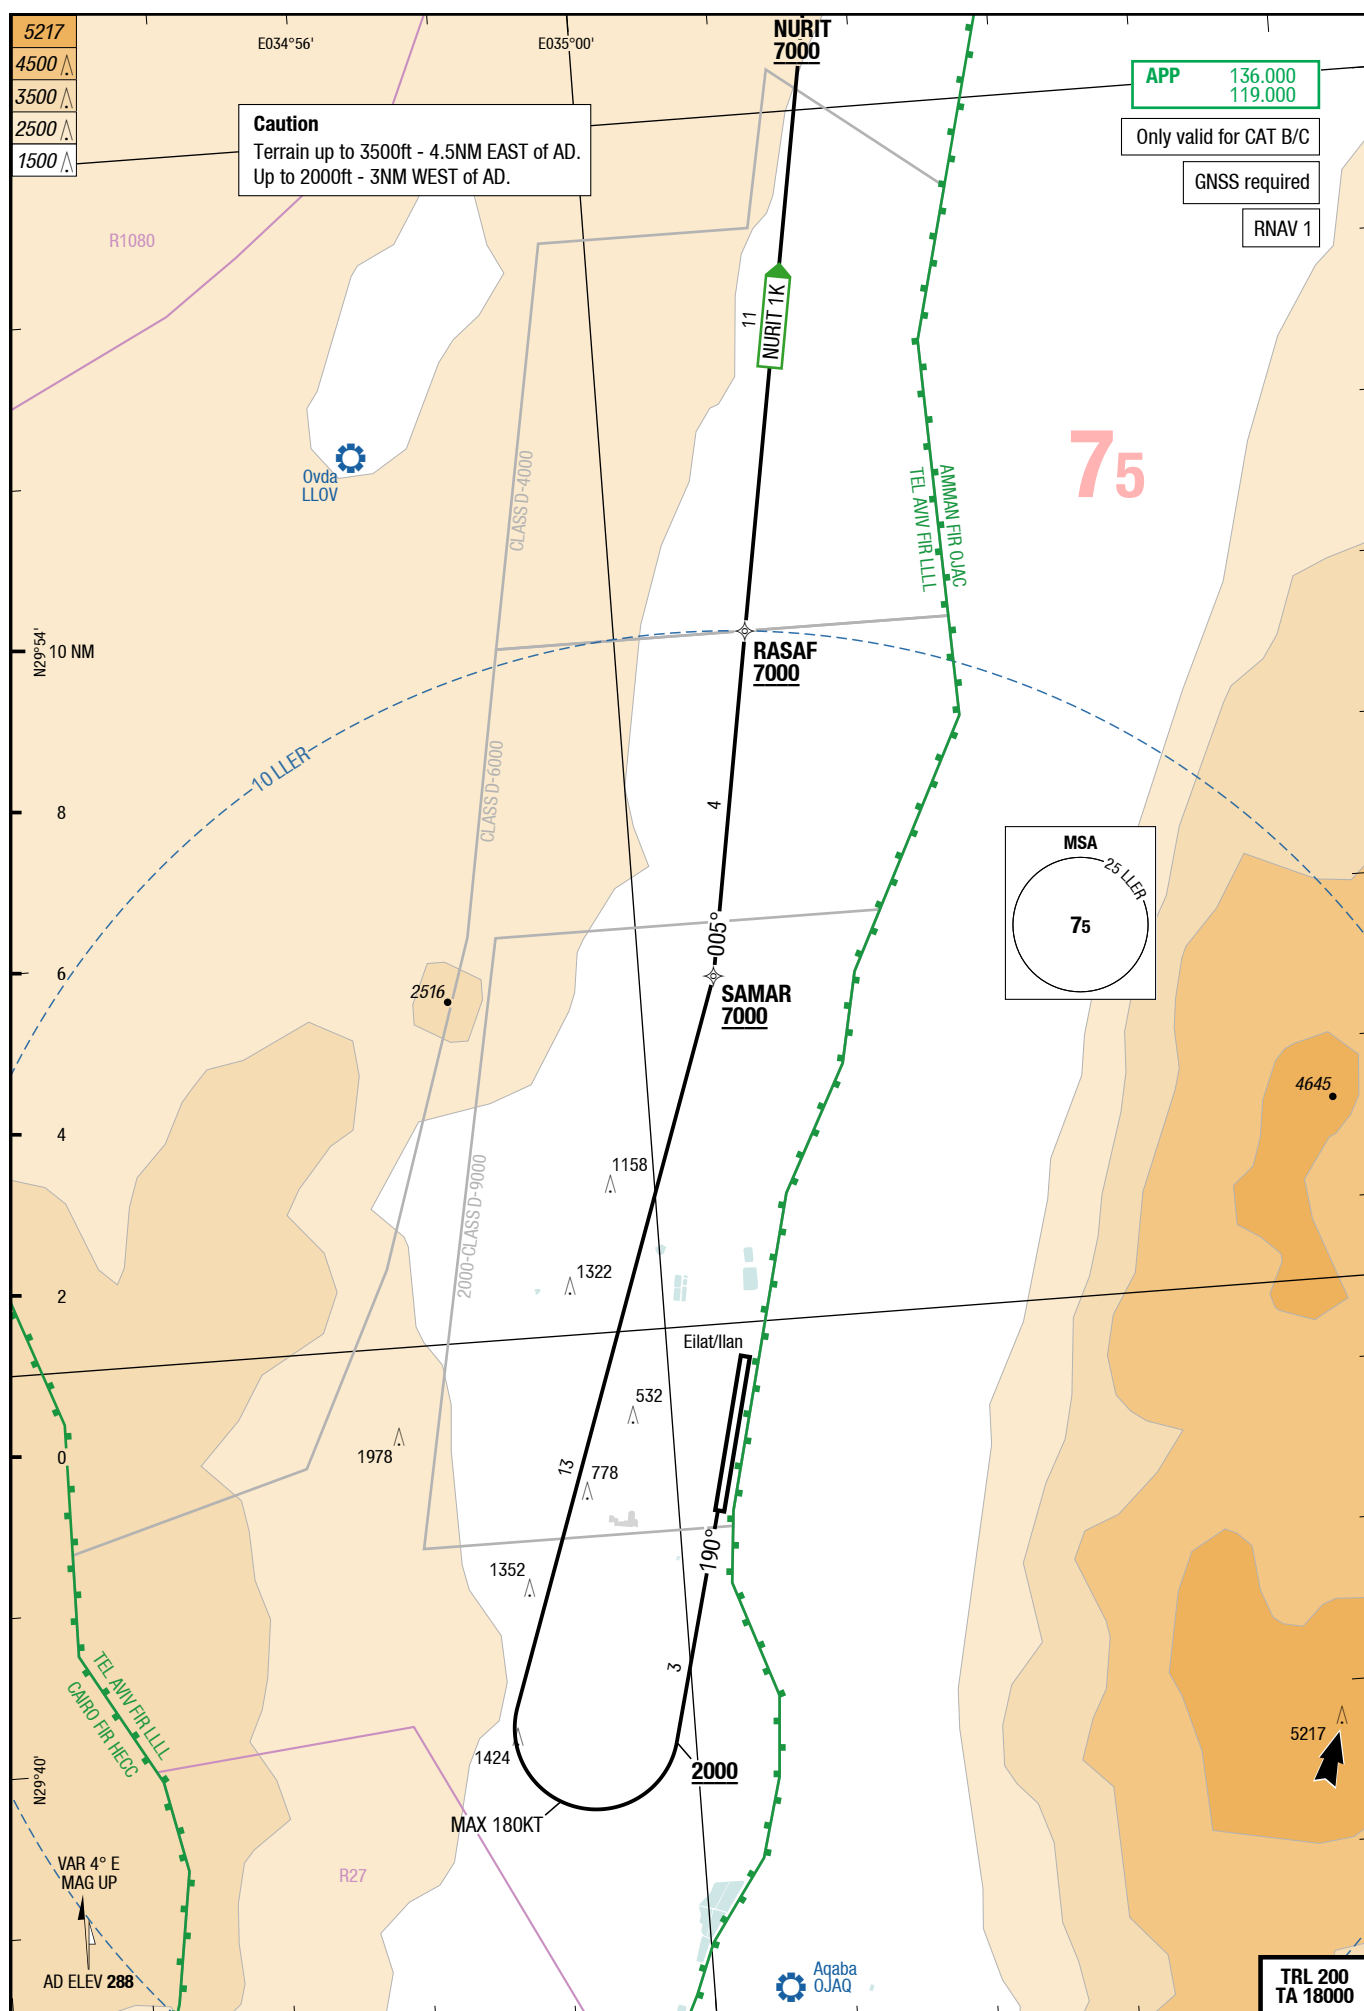 5217
4500
3500
2500
1500
E034°56'
E035°00'
NURIT
7000
APP 136.000
119.000
Only valid for CAT B/C
GNSS required
RNAV 1
Caution
Terrain up to 3500ft - 4.5NM EAST of AD.
Up to 2000ft - 3NM WEST of AD.
R1080
11
NURIT 1K
Ovda
LLOV
CLASS D-4000
AMMAN FIR OJAC
TEL AVIV FIR LLLL
75
N29°54'
10 NM
RASAF
7000
10 LLER
CLASS D-6000
8
4
MSA
25 LLER
75
005°
6
2516
SAMAR
7000
4645
4
1158
2000-CLASS D-9000
1322
2
Eilat/Ilan
532
1978
0
13
778
190°
1352
3
TEL AVIV FIR LLLL
CAIRO FIR HECC
1424
5217
2000
N29°40'
MAX 180KT
VAR 4° E
MAG UP
R27
AD ELEV 288
Aqaba
OJAQ
TRL 200
TA 18000